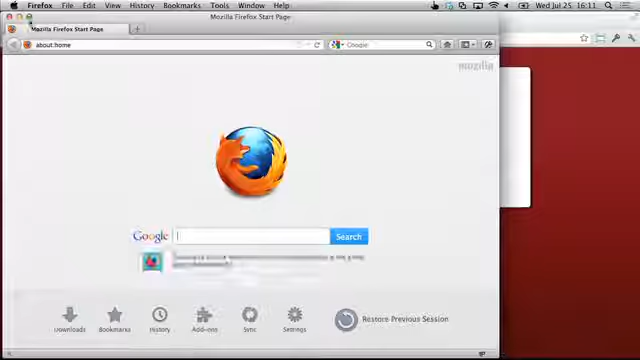 Firefox File Edit View History Bookmarks Tools Window Help Wed Jul 25 16:11
Mozilla Firefox Start Page
Mozilla Firefox Start Page
about:home
Google
mozilla
Google Search
Downloads Bookmarks History Add-ons Sync Settings Restore Previous Session